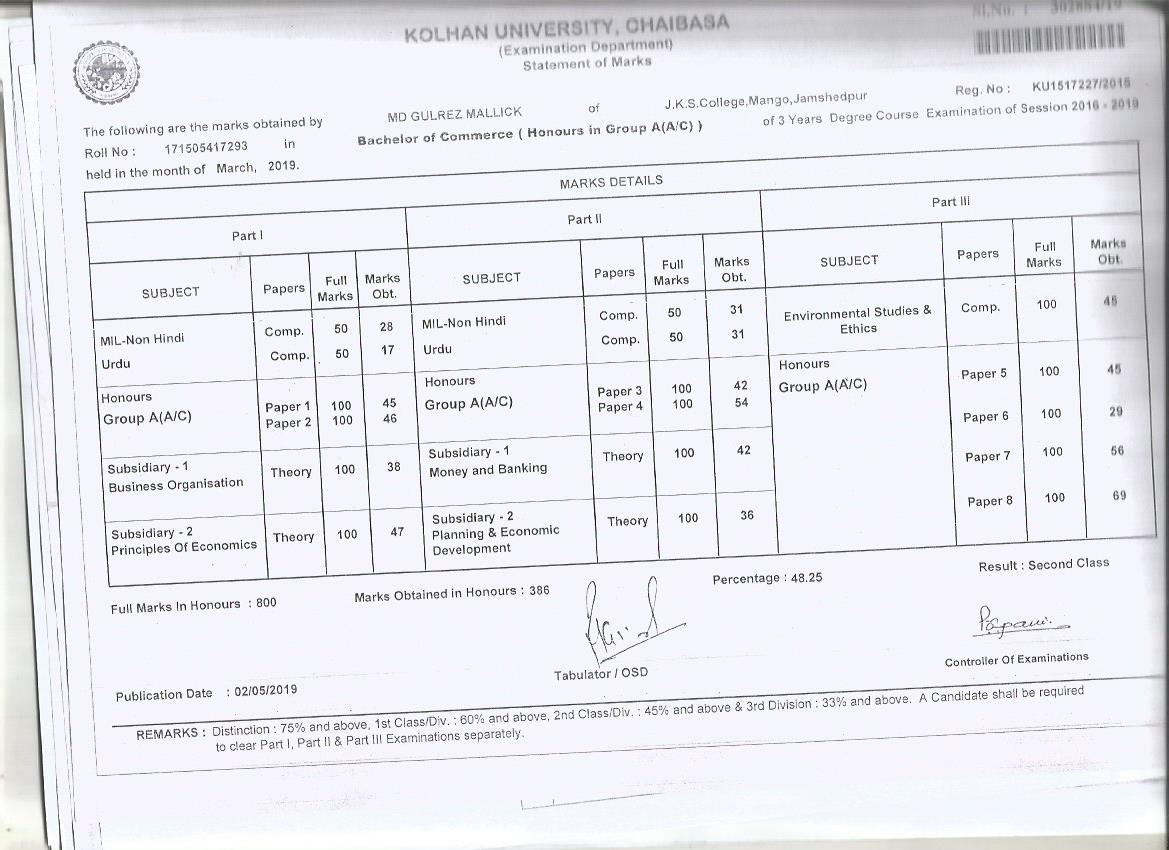 Sl.No. : 302884/19
KOLHAN UNIVERSITY, CHAIBASA
(Examination Department)
Statement of Marks
Reg. No : KU1517227/2016
The following are the marks obtained by MD GULREZ MALLICK of J.K.S.College,Mango,Jamshedpur
Roll No : 171505417293 in Bachelor of Commerce ( Honours in Group A(A/C) ) of 3 Years Degree Course Examination of Session 2016 - 2019
held in the month of March, 2019.
MARKS DETAILS
Part I Part II Part III
SUBJECT Papers Full Marks Marks Obt. SUBJECT Papers Full Marks Marks Obt. SUBJECT Papers Full Marks Marks Obt.
MIL-Non Hindi Comp. 50 28 MIL-Non Hindi Comp. 50 31 Environmental Studies & Ethics Comp. 100 45
Urdu Comp. 50 17 Urdu Comp. 50 31
Honours Honours Honours
Group A(A/C) Paper 1 100 45 Group A(A/C) Paper 3 100 42 Group A(A/C) Paper 5 100 45
Paper 2 100 46 Paper 4 100 54 Paper 6 100 29
Subsidiary - 1 Subsidiary - 1
Business Organisation Theory 100 38 Money and Banking Theory 100 42 Paper 7 100 56
Subsidiary - 2 Subsidiary - 2 Paper 8 100 69
Principles Of Economics Theory 100 47 Planning & Economic Development Theory 100 36
Full Marks In Honours : 800 Marks Obtained in Honours : 386 Percentage : 48.25 Result : Second Class
Tabulator / OSD Controller Of Examinations
Publication Date : 02/05/2019
REMARKS : Distinction : 75% and above, 1st Class/Div. : 60% and above, 2nd Class/Div. : 45% and above & 3rd Division : 33% and above. A Candidate shall be required
to clear Part I, Part II & Part III Examinations separately.